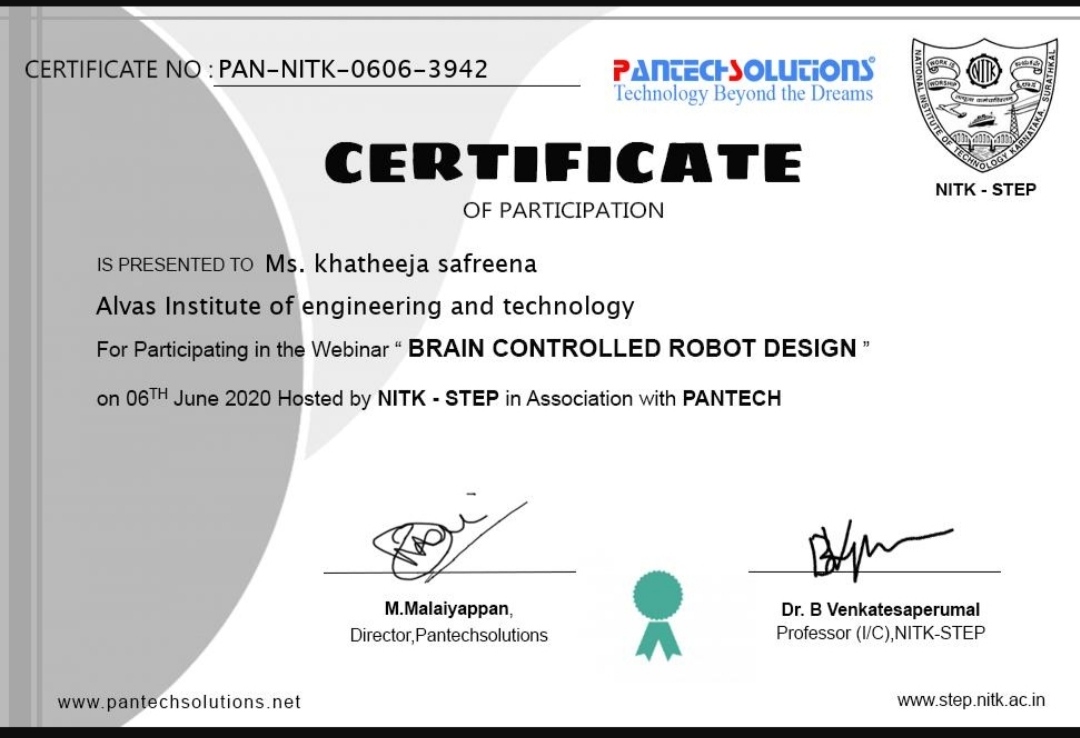 CERTIFICATE NO : PAN-NITK-0606-3942
PANTECHSOLUTIONS®
Technology Beyond the Dreams
NATIONAL INSTITUTE OF TECHNOLOGY KARNATAKA, SURATHKAL
WORK IS
WORSHIP
NITK
NITK - STEP
CERTIFICATE
OF PARTICIPATION
IS PRESENTED TO Ms. khatheeja safreena
Alvas Institute of engineering and technology
For Participating in the Webinar “ BRAIN CONTROLLED ROBOT DESIGN ”
on 06TH June 2020 Hosted by NITK - STEP in Association with PANTECH
M.Malaiyappan,
Director,Pantechsolutions
Dr. B Venkatesaperumal
Professor (I/C),NITK-STEP
www.pantechsolutions.net
www.step.nitk.ac.in